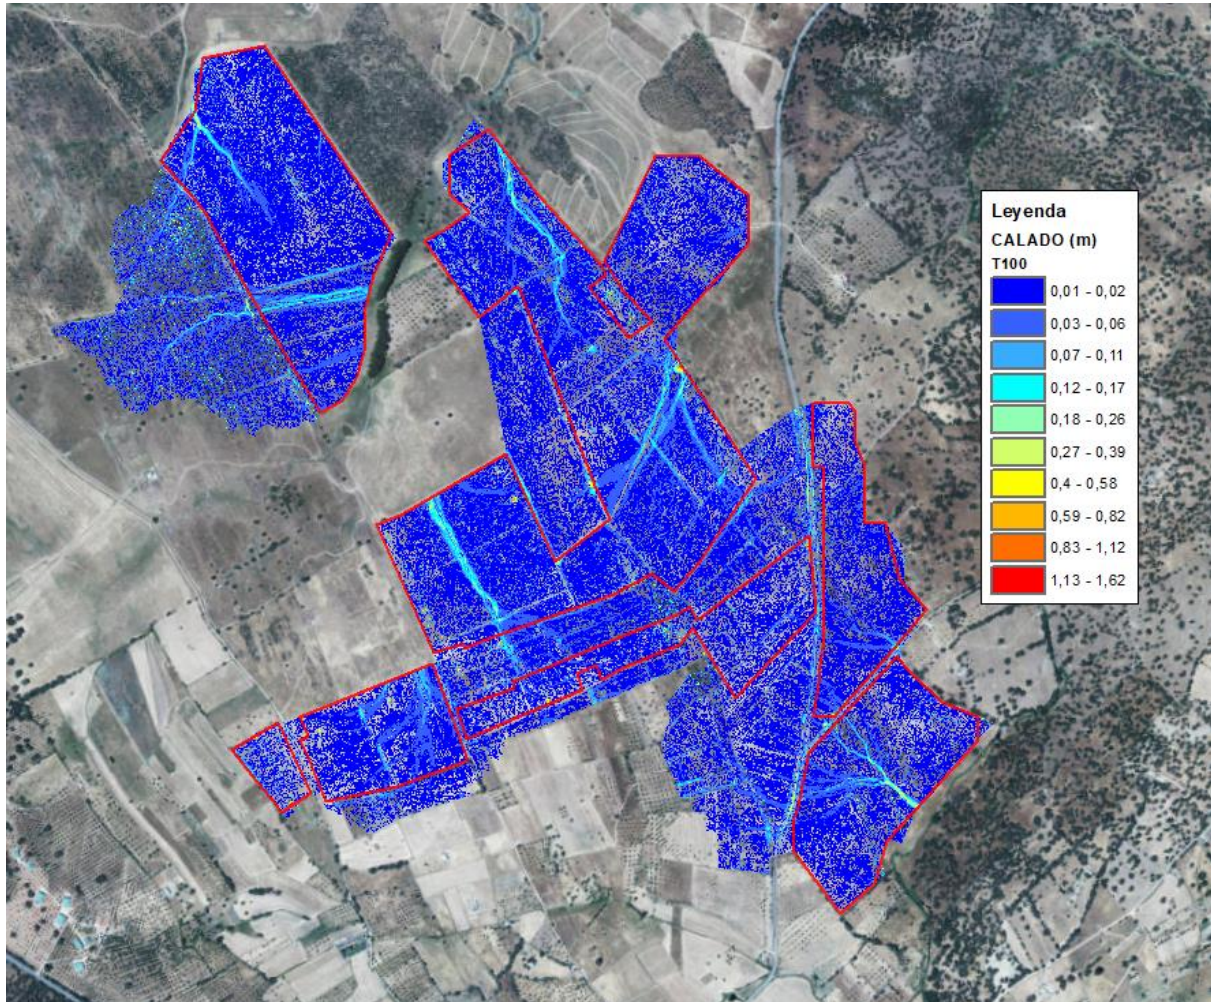 Leyenda
CALADO (m)
T100
0,01 - 0,02
0,03 - 0,06
0,07 - 0,11
0,12 - 0,17
0,18 - 0,26
0,27 - 0,39
0,4 - 0,58
0,59 - 0,82
0,83 - 1,12
1,13 - 1,62